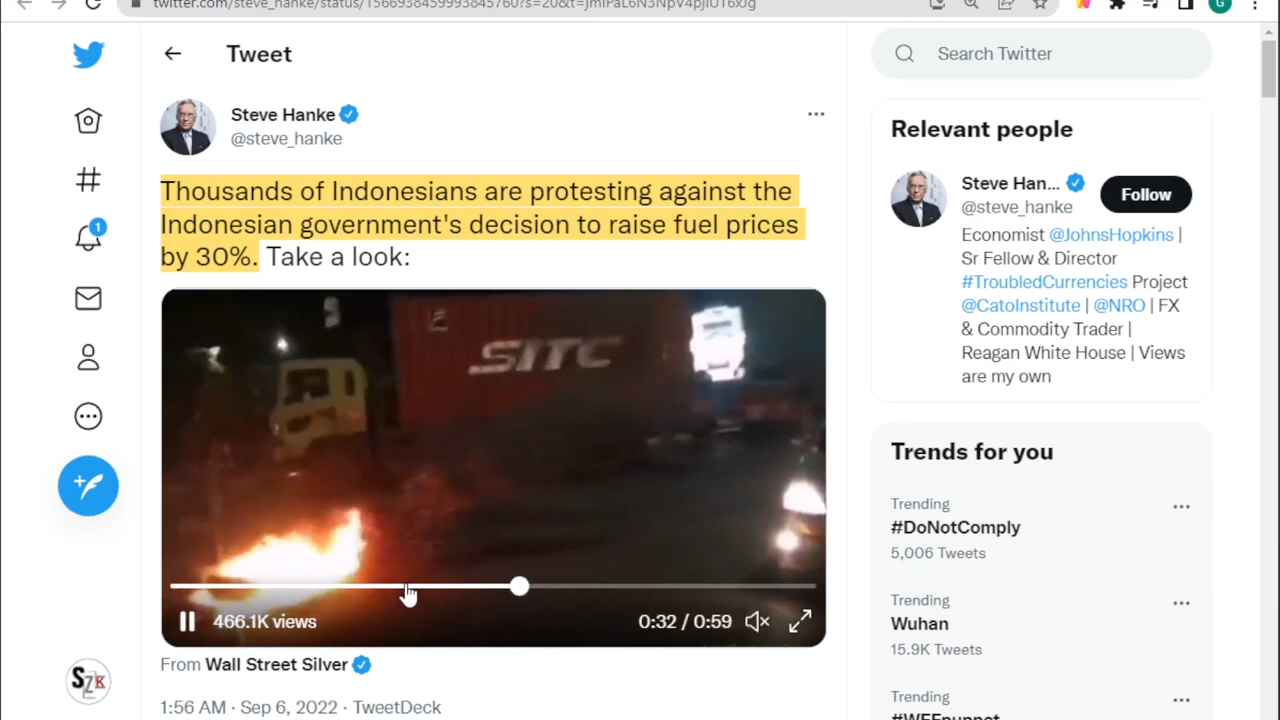 Tweet
Search Twitter
Steve Hanke
@steve_hanke
Thousands of Indonesians are protesting against the
Indonesian government's decision to raise fuel prices
by 30%. Take a look:
SITC
466.1K views
0:32 / 0:59
From Wall Street Silver
1:56 AM · Sep 6, 2022 · TweetDeck
1
SZK
Relevant people
Steve Han...
@steve_hanke
Follow
Economist @JohnsHopkins |
Sr Fellow & Director
#TroubledCurrencies Project
@CatoInstitute | @NRO | FX
& Commodity Trader |
Reagan White House | Views
are my own
Trends for you
Trending
#DoNotComply
5,006 Tweets
Trending
Wuhan
15.9K Tweets
Trending